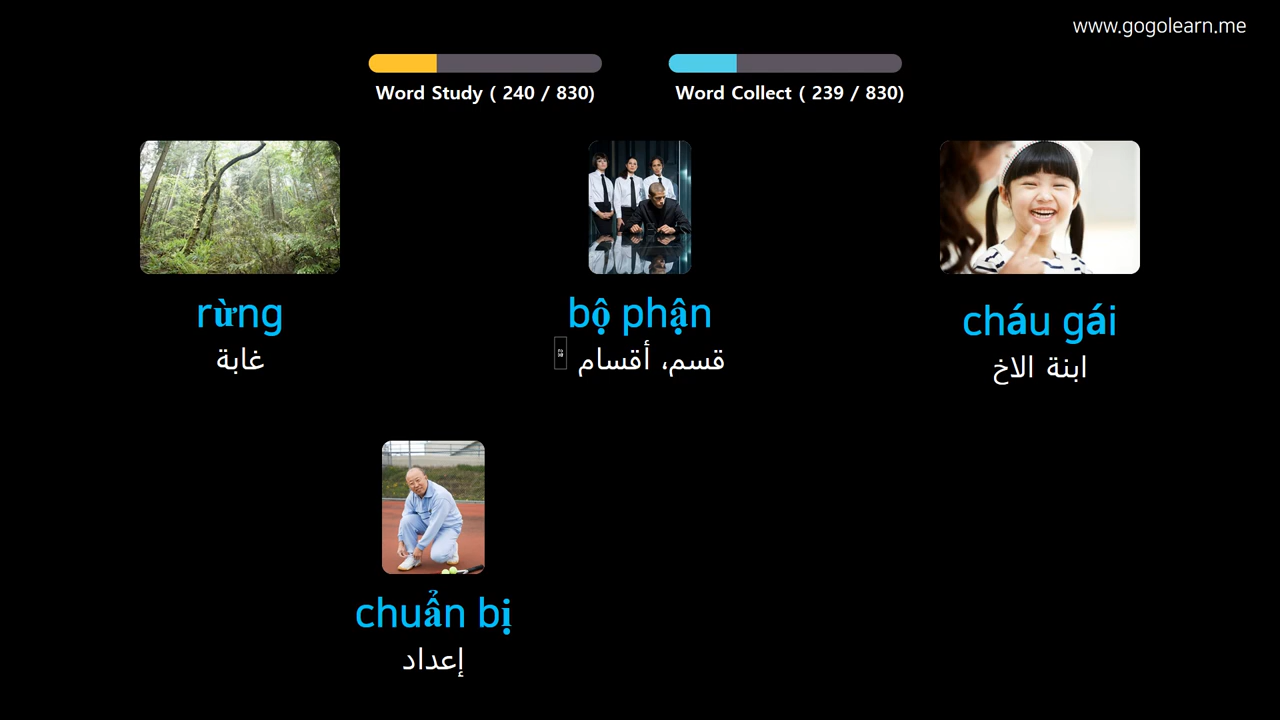 www.gogolearn.me
Word Study ( 240 / 830)
Word Collect ( 239 / 830)
rừng
غابة
bộ phận
قسم، أقسام
cháu gái
ابنة الاخ
chuẩn bị
إعداد